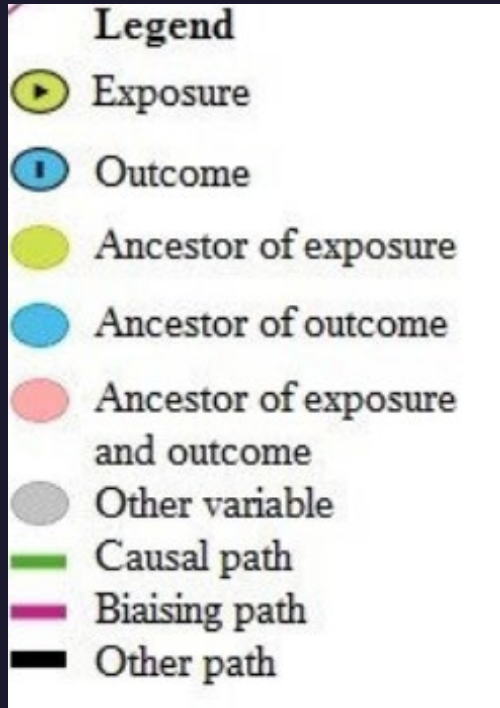 Legend
Exposure
Outcome
Ancestor of exposure
Ancestor of outcome
Ancestor of exposure
and outcome
Other variable
Causal path
Biaising path
Other path